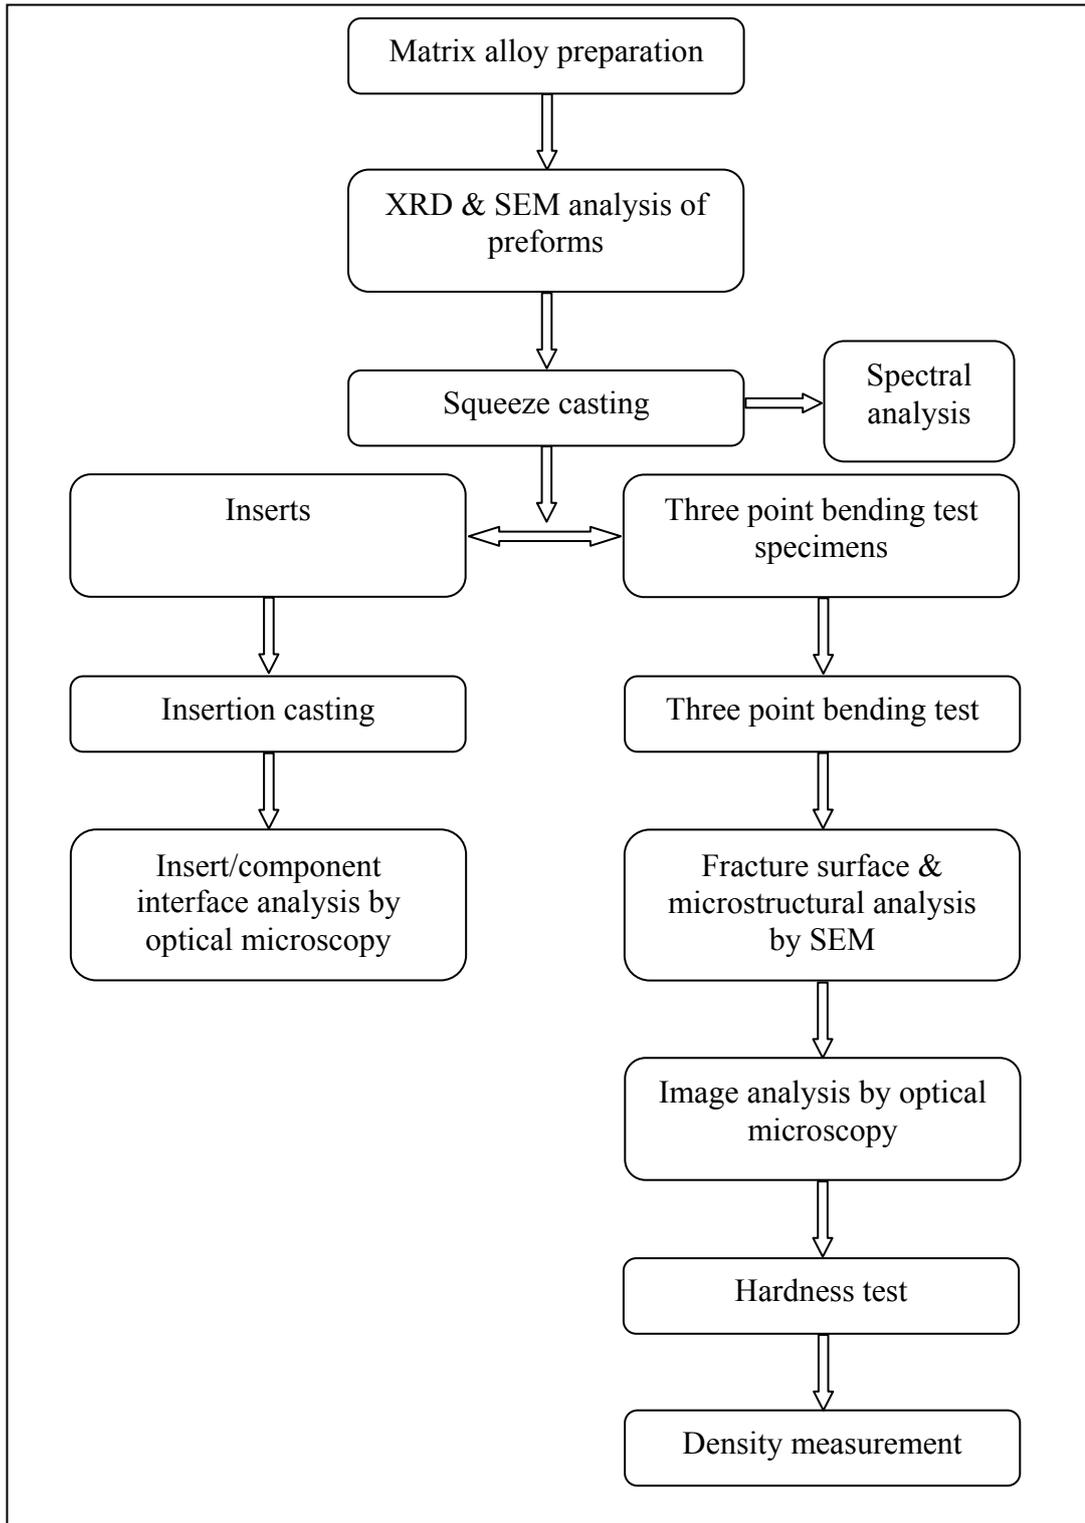 Matrix alloy preparation
XRD & SEM analysis of
preforms
Squeeze casting
Spectral
analysis
Inserts
Three point bending test
specimens
Insertion casting
Three point bending test
Insert/component
interface analysis by
optical microscopy
Fracture surface &
microstructural analysis
by SEM
Image analysis by optical
microscopy
Hardness test
Density measurement